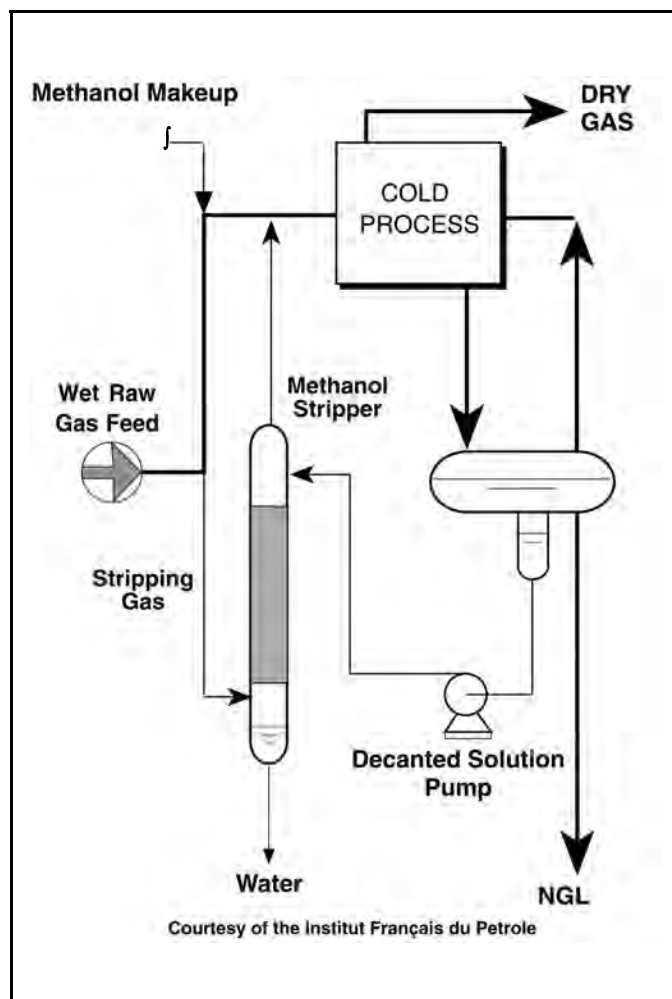 Methanol Makeup
DRY
GAS
COLD
PROCESS
Wet Raw
Gas Feed
Methanol
Stripper
Stripping
Gas
Decanted Solution
Pump
Water
NGL
Courtesy of the Institut Français du Petrole